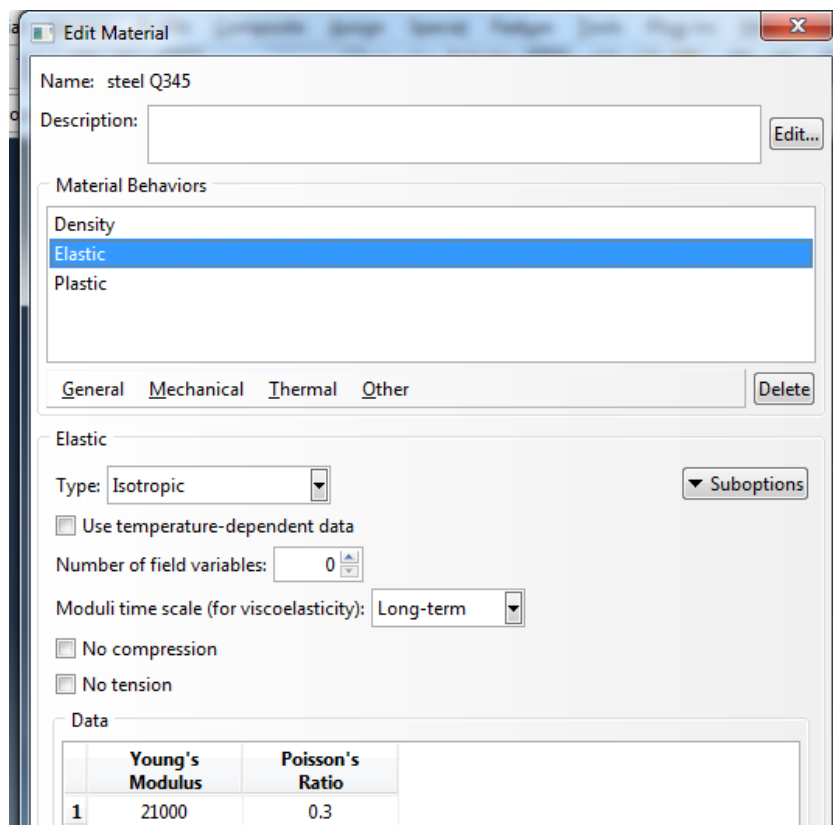 Edit Material
Name: steel Q345
Description:
Edit...
Material Behaviors
Density
Elastic
Plastic
General Mechanical Thermal Other Delete
Elastic
Type: Isotropic Suboptions
Use temperature-dependent data
Number of field variables: 0
Moduli time scale (for viscoelasticity): Long-term
No compression
No tension
Data
Young's Poisson's
Modulus Ratio
1 21000 0.3